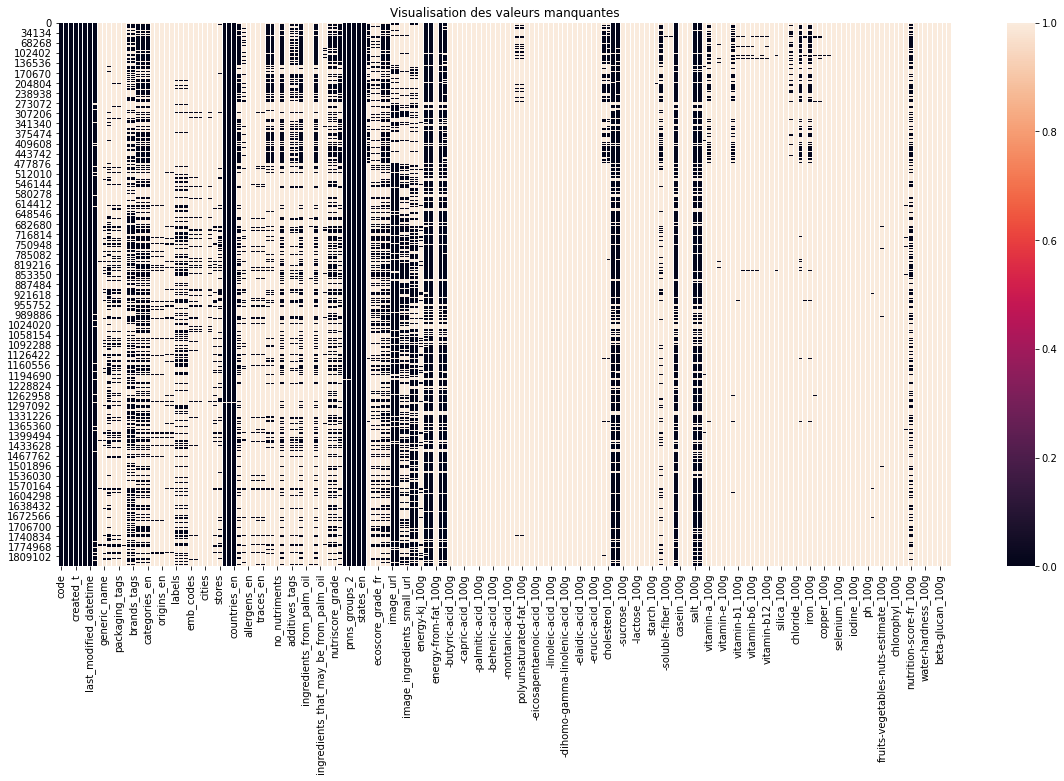 Visualisation des valeurs manquantes
0
34134
68268
102402
136536
170670
204804
238938
273072
307206
341340
375474
409608
443742
477876
512010
546144
580278
614412
648546
682680
716814
750948
785082
819216
853350
887484
921618
955752
989886
1024020
1058154
1092288
1126422
1160556
1194690
1228824
1262958
1297092
1331226
1365360
1399494
1433628
1467762
1501896
1536030
1570164
1604298
1638432
1672566
1706700
1740834
1774968
1809102
code
created_t
last_modified_datetime
generic_name
packaging_tags
brands_tags
categories_en
origins_en
labels
emb_codes
cities
stores
countries_en
allergens_en
traces_en
no_nutriments
additives_tags
ingredients_from_palm_oil
ingredients_that_may_be_from_palm_oil
nutriscore_grade
pnns_groups_2
states_en
ecoscore_grade_fr
image_url
image_ingredients_small_url
energy-kj_100g
energy-from-fat_100g
-butyric-acid_100g
-capric-acid_100g
-palmitic-acid_100g
-behenic-acid_100g
-montanic-acid_100g
polyunsaturated-fat_100g
-eicosapentaenoic-acid_100g
-linoleic-acid_100g
-dihomo-gamma-linolenic-acid_100g
-elaidic-acid_100g
-erucic-acid_100g
cholesterol_100g
-sucrose_100g
-lactose_100g
starch_100g
-soluble-fiber_100g
casein_100g
salt_100g
vitamin-a_100g
vitamin-e_100g
vitamin-b1_100g
vitamin-b6_100g
vitamin-b12_100g
silica_100g
chloride_100g
iron_100g
copper_100g
selenium_100g
iodine_100g
ph_100g
fruits-vegetables-nuts-estimate_100g
chlorophyl_100g
nutrition-score-fr_100g
water-hardness_100g
beta-glucan_100g
1.0
0.8
0.6
0.4
0.2
0.0